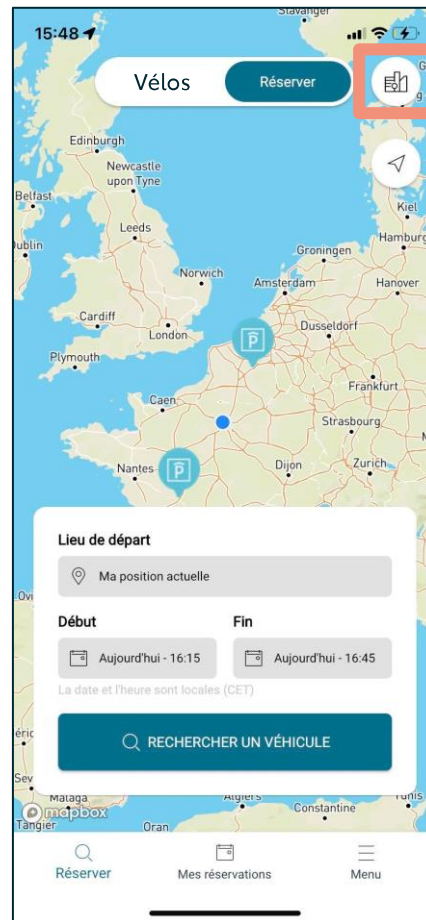 Stavanger
15:48
Vélos
Réserver
Edinburgh
Newcastle
upon Tyne
Belfast
Kiel
Leeds
Hamburg
Groningen
Norwich
Amsterdam
Hanover
Cardiff
London
Dusseldorf
Plymouth
Frankfurt
Caen
Strasbourg
Nantes
Dijon
Zurich
Lieu de départ
Ma position actuelle
Début
Fin
Aujourd'hui - 16:15
Aujourd'hui - 16:45
La date et l'heure sont locales (CET)
RECHERCHER UN VÉHICULE
Malaga
Algiers
Tunis
mapbox
Constantine
Tangier
Oran
Réserver
Mes réservations
Menu